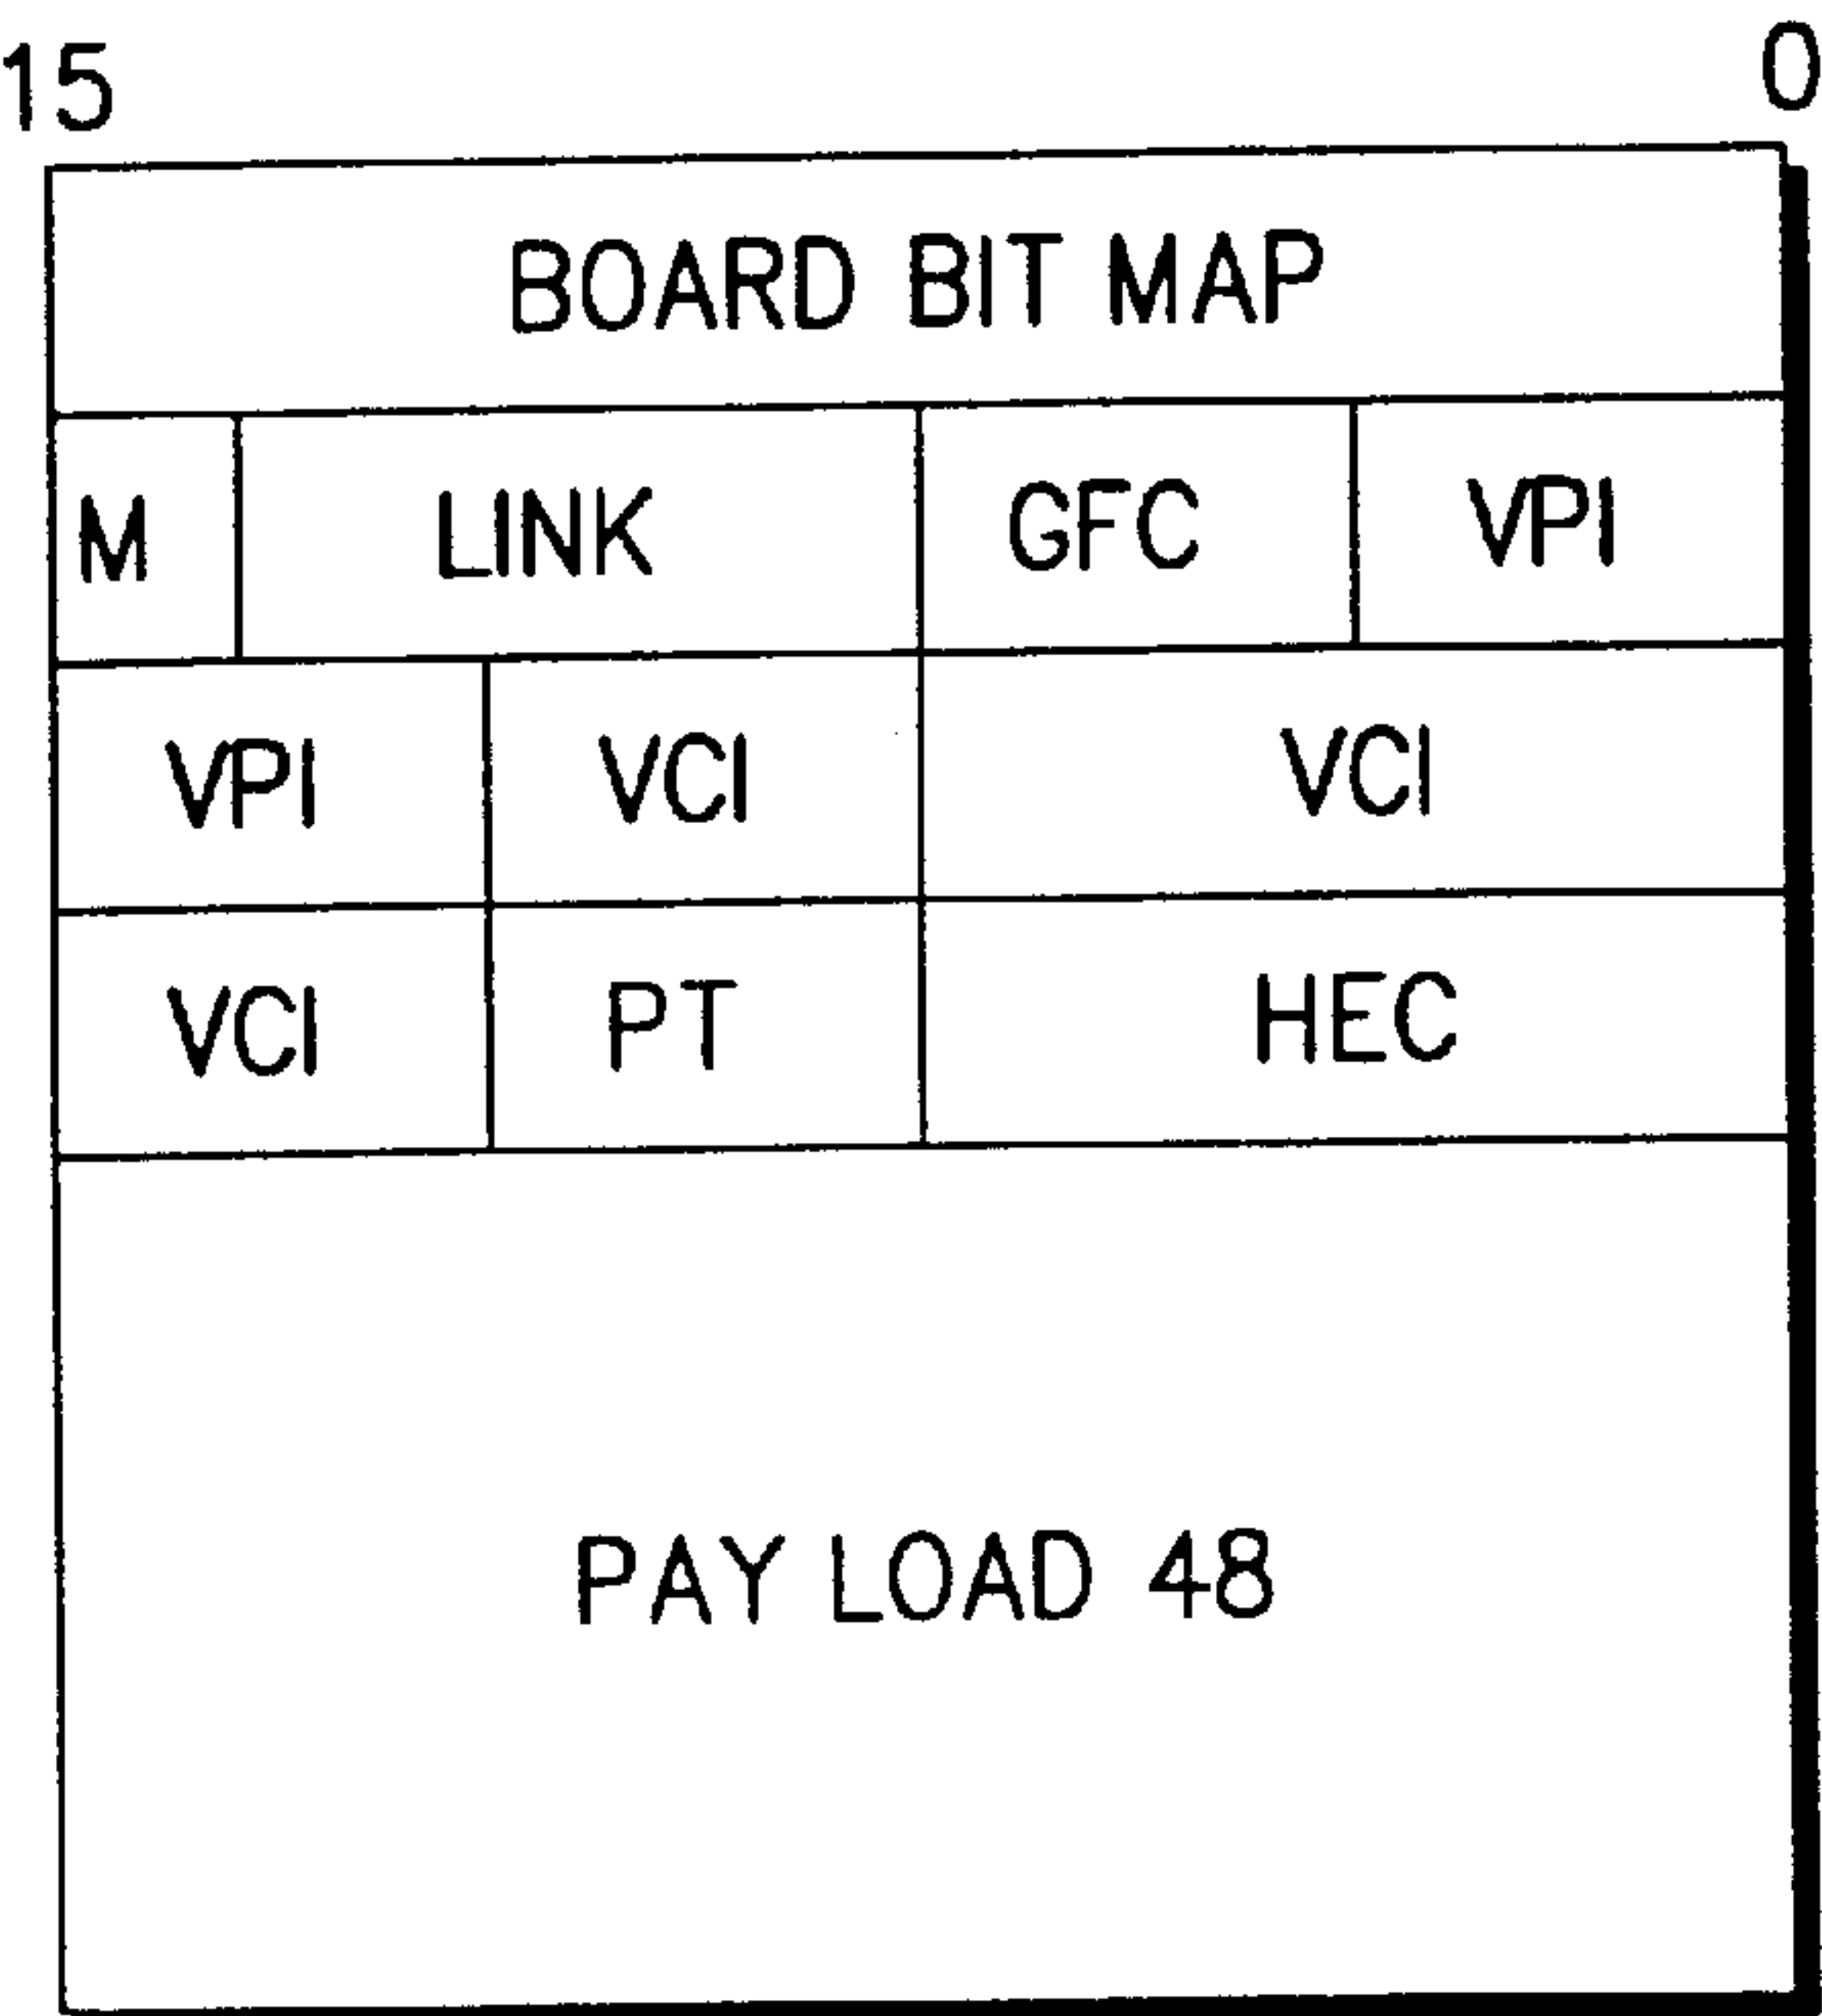 15 0
BOARD BIT MAP
M LINK GFC VPI
VPI VCI VCI
VCI PT HEC
PAY LOAD 48